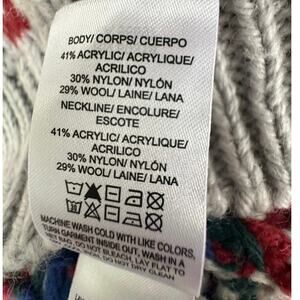 BODY/ CORPS/ CUERPO
41% ACRYLIC/ ACRYLIQUE/
ACRILICO
30% NYLON/ NYLÓN
29% WOOL/ LAINE/ LANA
NECKLINE/ ENCOLURE/
ESCOTE
41% ACRYLIC/ ACRYLIQUE/
ACRILICO
30% NYLON/ NYLÓN
29% WOOL/ LAINE/ LANA
MACHINE WASH COLD WITH LIKE COLORS,
TURN GARMENT INSIDE OUT, WASH IN A
NET BAG, DO NOT BLEACH, LAY FLAT TO
DO NOT DRY CLEAN